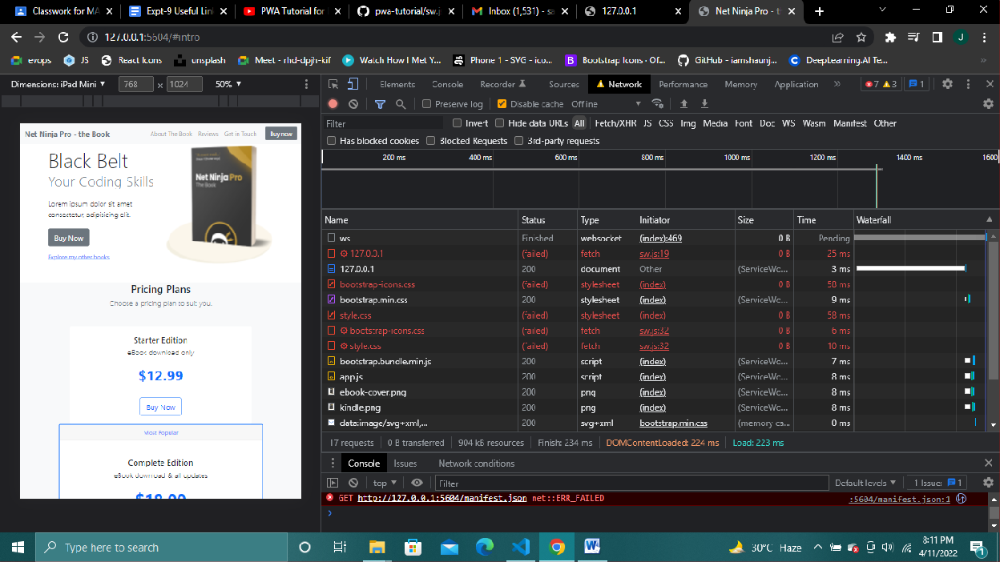 Classwork for MA
Expt-9 Useful Lin
PWA Tutorial for
pwa-tutorial/sw.js
Inbox (1,531) - sa
127.0.0.1
Net Ninja Pro - t
127.0.0.1:5604/#intro
J
evops
JS
React Icons
unsplash
Meet - rhd-dpjh-kif
Watch How I Met Y...
Phone 1 - SVG - ico...
Bootstrap Icons · Of...
GitHub - iamshaunj...
DeepLearning.AI Te...
Dimensions: iPad Mini
768 x 1024
50%
Elements
Console
Recorder
Sources
Network
Performance
Memory
Application
7
3
1
Preserve log
Disable cache
Offline
Filter
Invert
Hide data URLs
All
Fetch/XHR
JS
CSS
Img
Media
Font
Doc
WS
Wasm
Manifest
Other
Has blocked cookies
Blocked Requests
3rd-party requests
200 ms
400 ms
600 ms
800 ms
1000 ms
1200 ms
1400 ms
1600
Name Status Type Initiator Size Time Waterfall
ws Finished websocket (index):469 0 B Pending
127.0.0.1 (failed) fetch sw.js:19 0 B 25 ms
127.0.0.1 200 document Other (ServiceWo... 3 ms
bootstrap-icons.css (failed) stylesheet (index) 0 B 58 ms
bootstrap.min.css 200 stylesheet (index) (ServiceWo... 9 ms
style.css (failed) stylesheet (index) 0 B 58 ms
bootstrap-icons.css (failed) fetch sw.js:32 0 B 6 ms
style.css (failed) fetch sw.js:32 0 B 10 ms
bootstrap.bundle.min.js 200 script (index) (ServiceWo... 7 ms
app.js 200 script (index) (ServiceWo... 8 ms
ebook-cover.png 200 png (index) (ServiceWo... 8 ms
kindle.png 200 png (index) (ServiceWo... 8 ms
data:image/svg+xml,... 200 svg+xml bootstrap.min.css (memory ca... 0 ms
17 requests
0 B transferred
904 kB resources
Finish: 234 ms
DOMContentLoaded: 224 ms
Load: 223 ms
Console
Issues
Network conditions
top
Filter
Default levels
1 Issue:
1
GET http://127.0.0.1:5604/manifest.json net::ERR_FAILED
:5604/manifest.json:1
Net Ninja Pro - the Book
About The Book
Reviews
Get in Touch
Buy now
Black Belt
Your Coding Skills
Lorem ipsum dolor sit amet
consectetur, adipisicing elit.
Buy Now
Explore my other books
Net Ninja Pro
The Book
Pricing Plans
Choose a pricing plan to suit you.
Starter Edition
eBook download only
$12.99
Buy Now
Most Popular
Complete Edition
eBook download & all updates
$18.00
Type here to search
30°C Haze
8:11 PM
4/11/2022
1